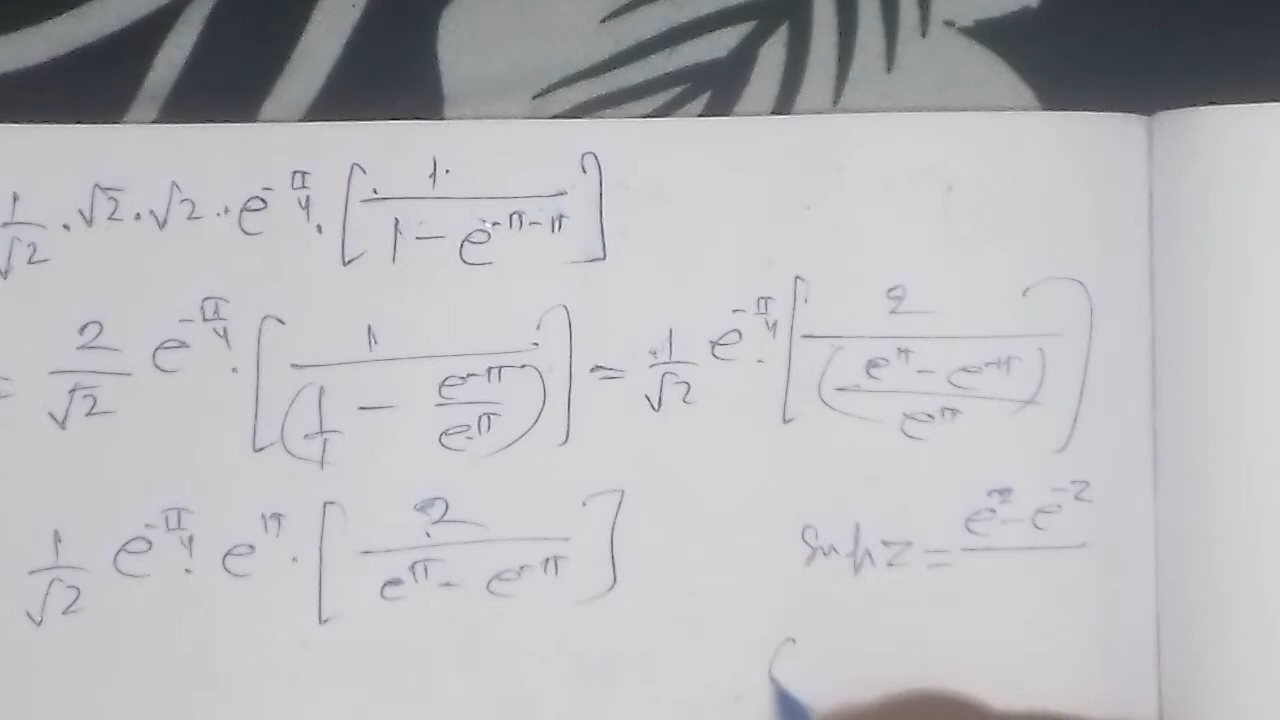 1/√2 . √2 . √2 . e^{-π/4} . [1/(1 - e^{-π-π})]
= 2/√2 e^{-π/4} . [1/(1/1 - e^{-π}/e^{π})] = 1/√2 e^{-π/4} . [2/((e^{π} - e^{-π})/e^{π})]
1/√2 e^{-π/4} . e^{π} . [2/(e^{π} - e^{-π})]
sinh z = e^{z} - e^{-z}